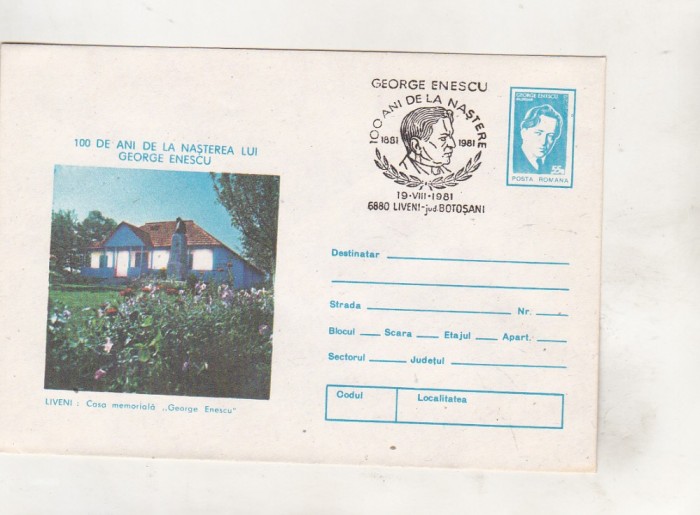 100 DE ANI DE LA NAȘTEREA LUI
GEORGE ENESCU
LIVENI : Casa memorială „George Enescu"
GEORGE ENESCU
100 ANI DE LA NAȘTERE
1881 1981
19·VIII·1981
6880 LIVENI-jud·BOTOȘANI
GEORGE ENESCU
55
POSTA ROMANA
Destinatar
Strada Nr.
Blocul Scara Etajul Apart.
Sectorul Județul
Codul Localitatea